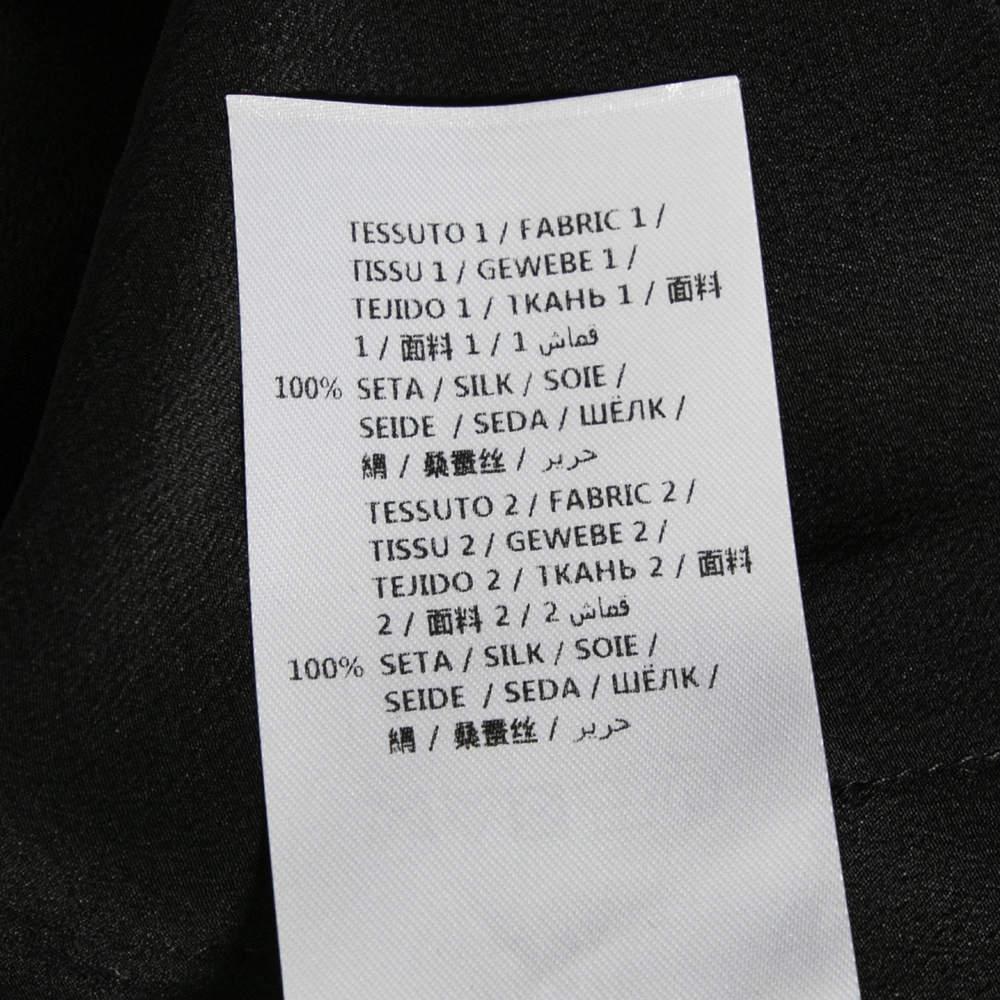 TESSUTO 1 / FABRIC 1 /
TISSU 1 / GEWEBE 1 /
TEJIDO 1 / ТКАНЬ 1 / 面料
1 / 面料 1 / 1 قماش
100% SETA / SILK / SOIE /
SEIDE / SEDA / ШЁЛК /
絹 / 桑蚕丝 / حرير
TESSUTO 2 / FABRIC 2 /
TISSU 2 / GEWEBE 2 /
TEJIDO 2 / ТКАНЬ 2 / 面料
2 / 面料 2 / 2 قماش
100% SETA / SILK / SOIE /
SEIDE / SEDA / ШЁЛК /
絹 / 桑蚕丝 / حرير